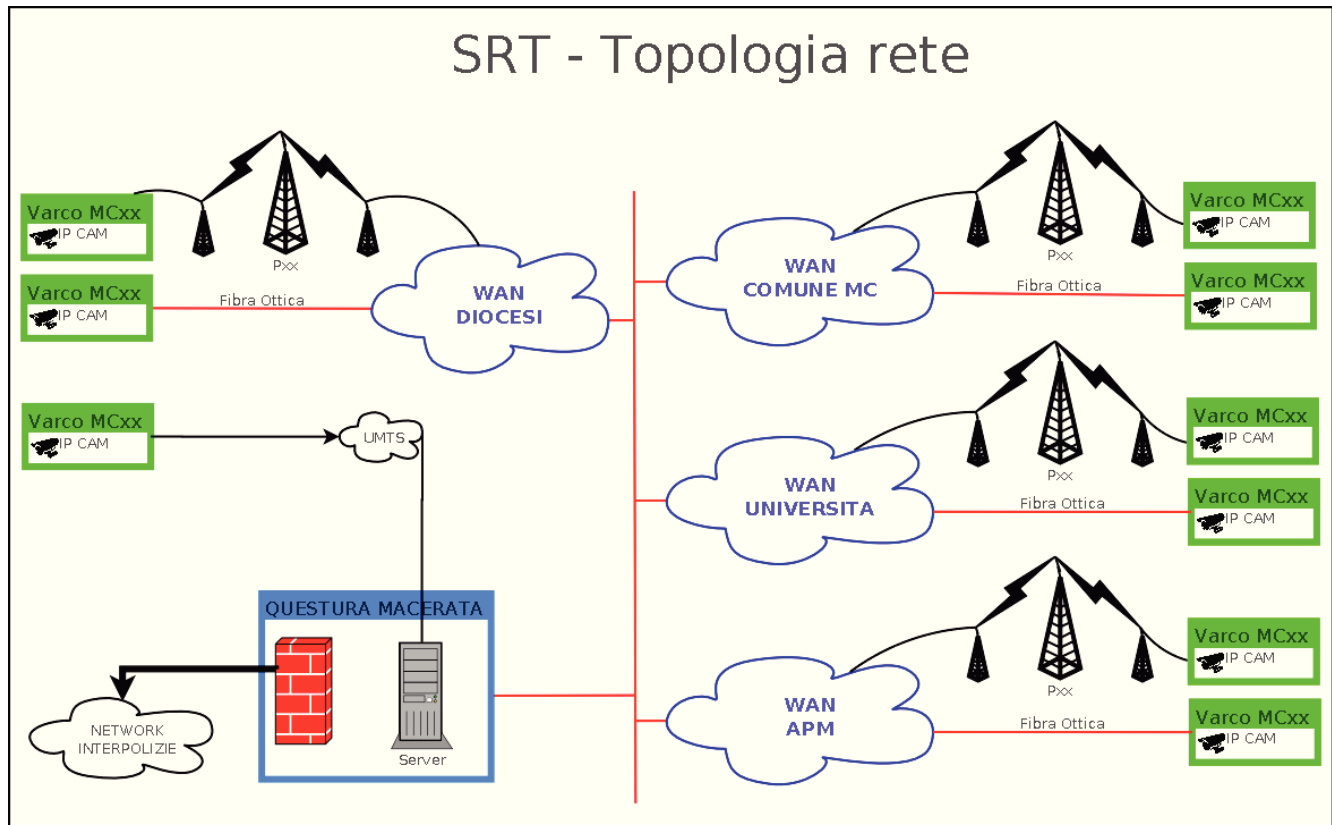 SRT - Topologia rete
Varco MCxx
IP CAM
Pxx
Varco MCxx
IP CAM
Fibra Ottica
WAN
DIOCESI
WAN
COMUNE MC
Pxx
Fibra Ottica
Varco MCxx
IP CAM
Varco MCxx
IP CAM
Varco MCxx
IP CAM
UMTS
WAN
UNIVERSITA
Pxx
Fibra Ottica
Varco MCxx
IP CAM
Varco MCxx
IP CAM
QUESTURA MACERATA
Server
NETWORK
INTERPOLIZIE
WAN
APM
Pxx
Fibra Ottica
Varco MCxx
IP CAM
Varco MCxx
IP CAM